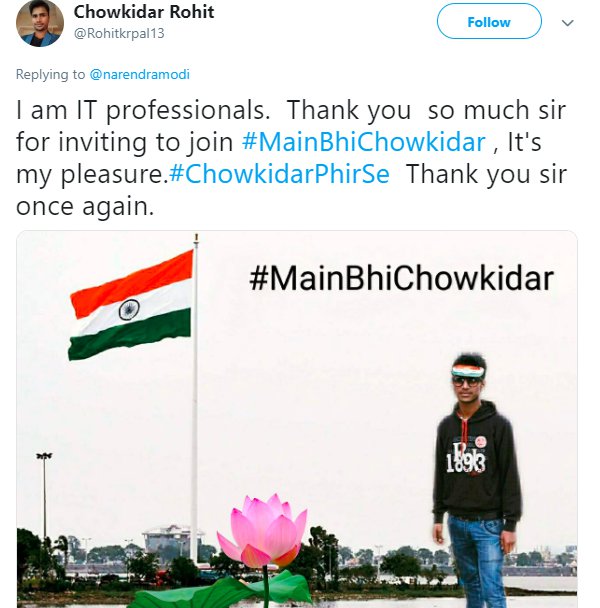 Chowkidar Rohit
@Rohitkrpal13
Follow
Replying to @narendramodi
I am IT professionals. Thank you so much sir
for inviting to join #MainBhiChowkidar , It's
my pleasure.#ChowkidarPhirSe Thank you sir
once again.
#MainBhiChowkidar
1893